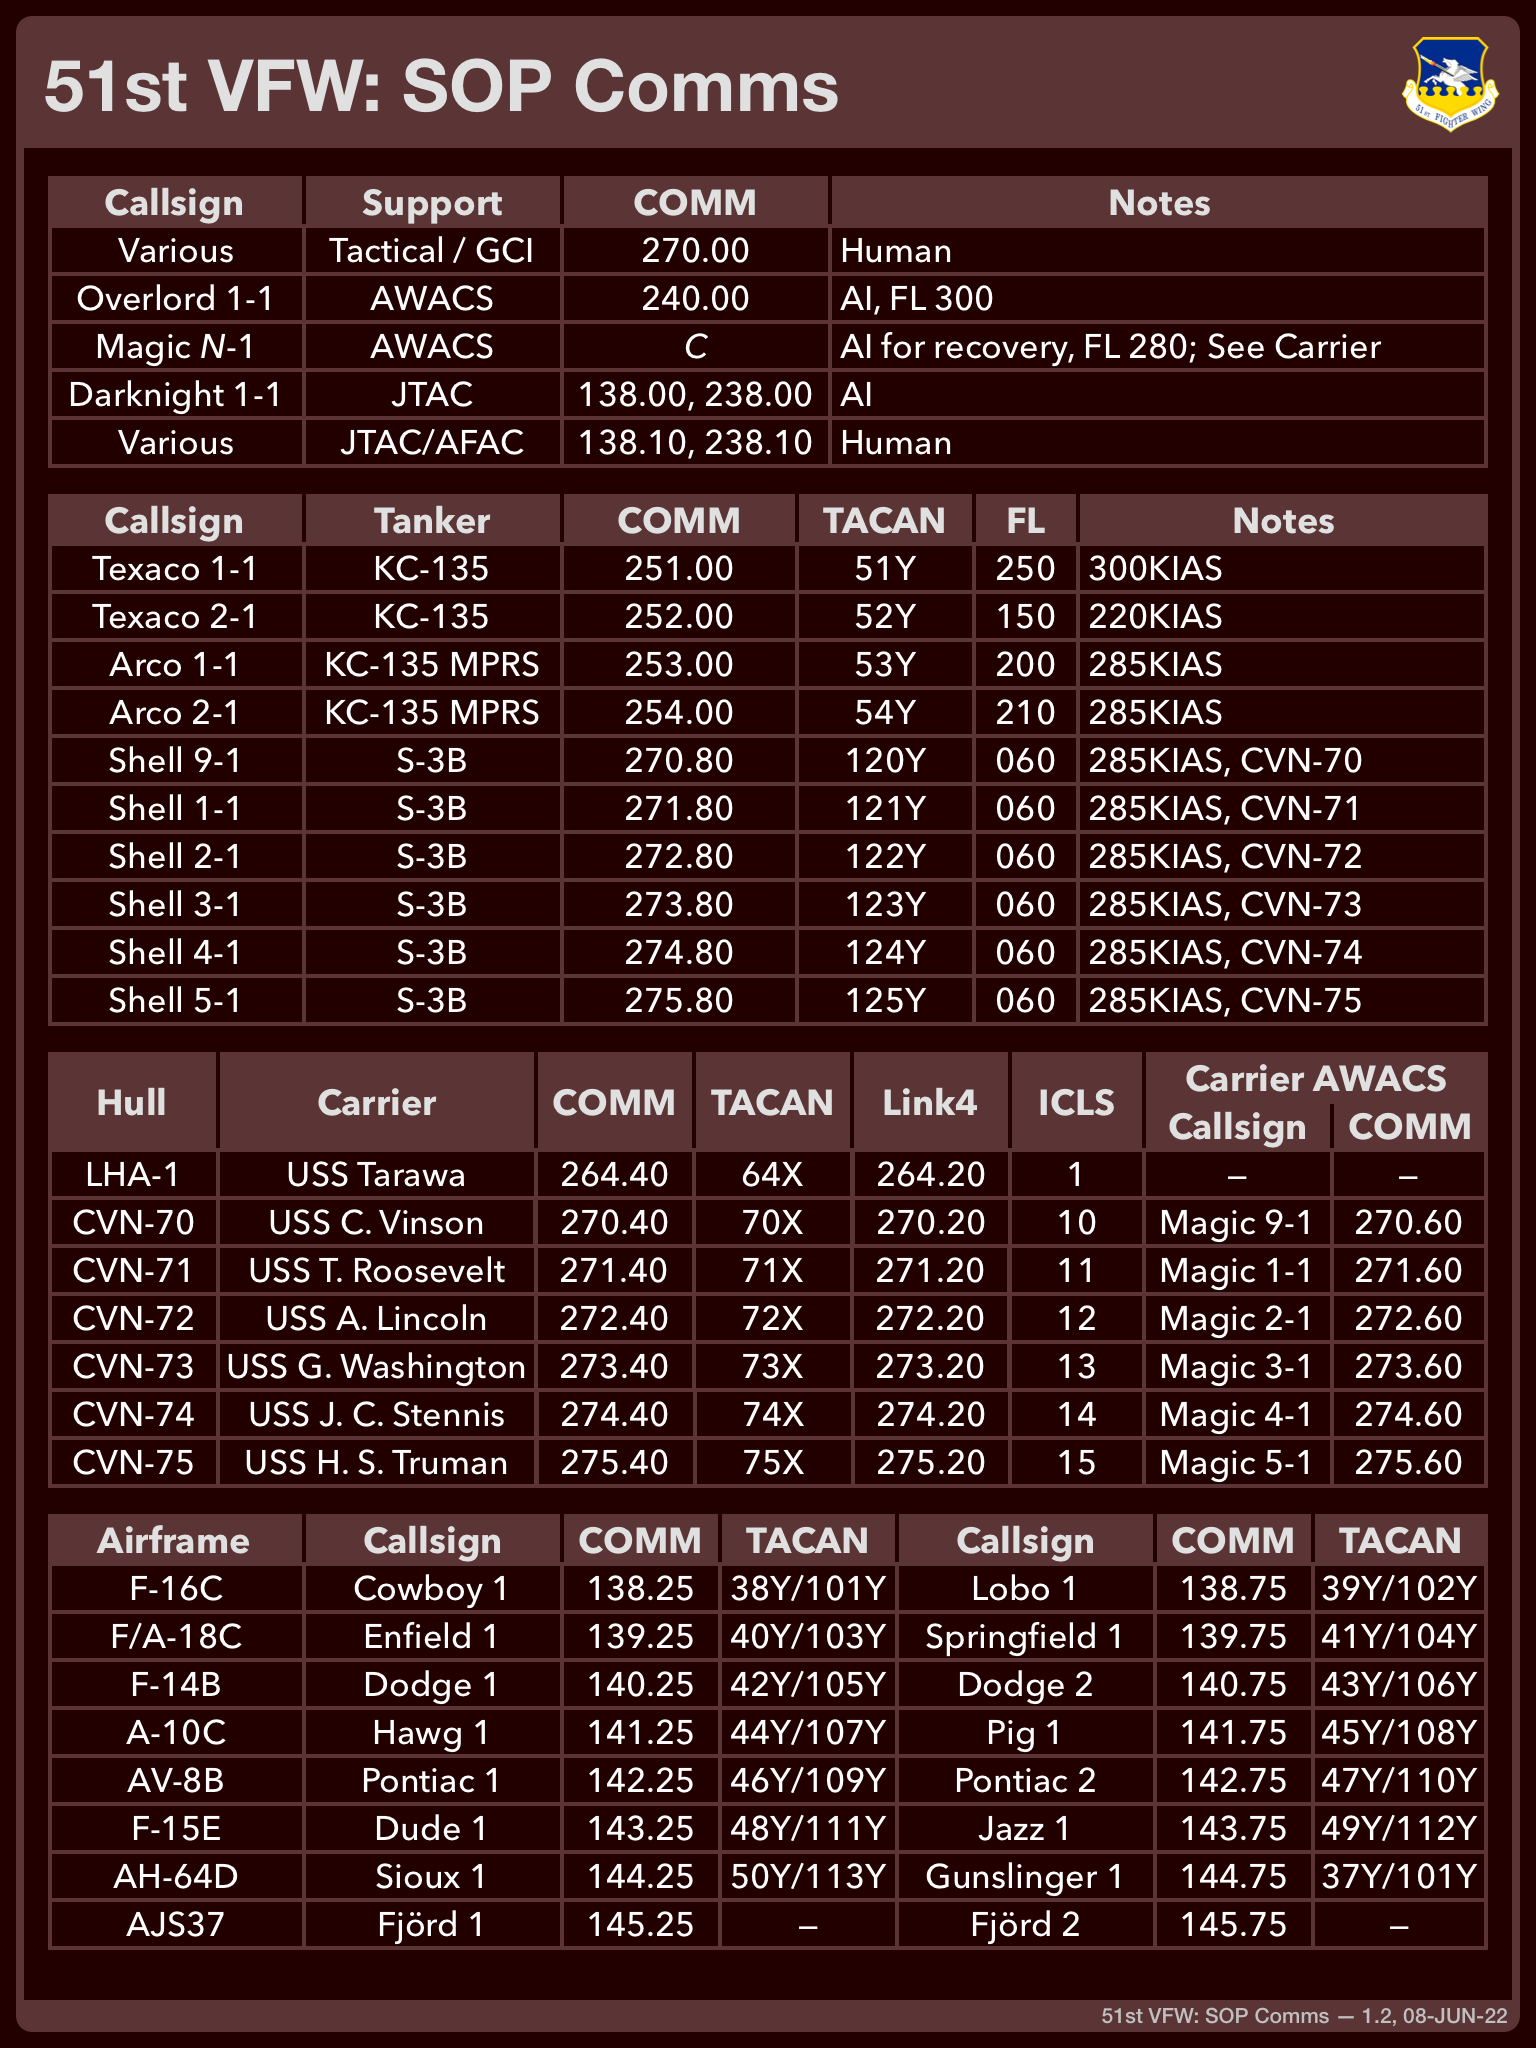 51st VFW: SOP Comms
51st FIGHTER WING
Callsign Support COMM Notes
Various Tactical / GCI 270.00 Human
Overlord 1-1 AWACS 240.00 AI, FL 300
Magic N-1 AWACS C AI for recovery, FL 280; See Carrier
Darknight 1-1 JTAC 138.00, 238.00 AI
Various JTAC/AFAC 138.10, 238.10 Human
Callsign Tanker COMM TACAN FL Notes
Texaco 1-1 KC-135 251.00 51Y 250 300KIAS
Texaco 2-1 KC-135 252.00 52Y 150 220KIAS
Arco 1-1 KC-135 MPRS 253.00 53Y 200 285KIAS
Arco 2-1 KC-135 MPRS 254.00 54Y 210 285KIAS
Shell 9-1 S-3B 270.80 120Y 060 285KIAS, CVN-70
Shell 1-1 S-3B 271.80 121Y 060 285KIAS, CVN-71
Shell 2-1 S-3B 272.80 122Y 060 285KIAS, CVN-72
Shell 3-1 S-3B 273.80 123Y 060 285KIAS, CVN-73
Shell 4-1 S-3B 274.80 124Y 060 285KIAS, CVN-74
Shell 5-1 S-3B 275.80 125Y 060 285KIAS, CVN-75
Hull Carrier COMM TACAN Link4 ICLS Carrier AWACS
Callsign COMM
LHA-1 USS Tarawa 264.40 64X 264.20 1 – –
CVN-70 USS C. Vinson 270.40 70X 270.20 10 Magic 9-1 270.60
CVN-71 USS T. Roosevelt 271.40 71X 271.20 11 Magic 1-1 271.60
CVN-72 USS A. Lincoln 272.40 72X 272.20 12 Magic 2-1 272.60
CVN-73 USS G. Washington 273.40 73X 273.20 13 Magic 3-1 273.60
CVN-74 USS J. C. Stennis 274.40 74X 274.20 14 Magic 4-1 274.60
CVN-75 USS H. S. Truman 275.40 75X 275.20 15 Magic 5-1 275.60
Airframe Callsign COMM TACAN Callsign COMM TACAN
F-16C Cowboy 1 138.25 38Y/101Y Lobo 1 138.75 39Y/102Y
F/A-18C Enfield 1 139.25 40Y/103Y Springfield 1 139.75 41Y/104Y
F-14B Dodge 1 140.25 42Y/105Y Dodge 2 140.75 43Y/106Y
A-10C Hawg 1 141.25 44Y/107Y Pig 1 141.75 45Y/108Y
AV-8B Pontiac 1 142.25 46Y/109Y Pontiac 2 142.75 47Y/110Y
F-15E Dude 1 143.25 48Y/111Y Jazz 1 143.75 49Y/112Y
AH-64D Sioux 1 144.25 50Y/113Y Gunslinger 1 144.75 37Y/101Y
AJS37 Fjörd 1 145.25 – Fjörd 2 145.75 –
51st VFW: SOP Comms — 1.2, 08-JUN-22